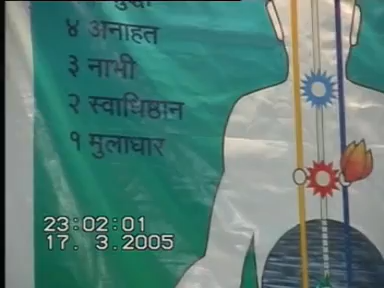 ४ अनाहत
३ नाभी
२ स्वाधिष्ठान
१ मुलाधार
23:02:01
17. 3.2005